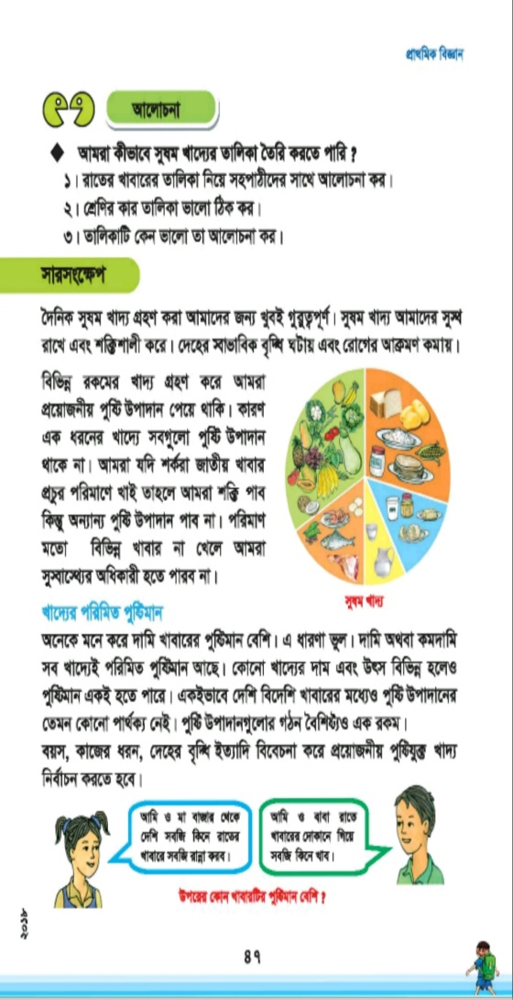 প্রাথমিক বিজ্ঞান
আলোচনা
◆ আমরা কীভাবে সুষম খাদ্যের তালিকা তৈরি করতে পারি ?
১। রাতের খাবারের তালিকা নিয়ে সহপাঠীদের সাথে আলোচনা কর।
২। শ্রেণির কার তালিকা ভালো ঠিক কর।
৩। তালিকাটি কেন ভালো তা আলোচনা কর।
সারসংক্ষেপ
দৈনিক সুষম খাদ্য গ্রহণ করা আমাদের জন্য খুবই গুরুত্বপূর্ণ। সুষম খাদ্য আমাদের সুস্থ
রাখে এবং শক্তিশালী করে। দেহের স্বাভাবিক বৃদ্ধি ঘটায় এবং রোগের আক্রমণ কমায়।
বিভিন্ন রকমের খাদ্য গ্রহণ করে আমরা
প্রয়োজনীয় পুষ্টি উপাদান পেয়ে থাকি। কারণ
এক ধরনের খাদ্যে সবগুলো পুষ্টি উপাদান
থাকে না। আমরা যদি শর্করা জাতীয় খাবার
প্রচুর পরিমাণে খাই তাহলে আমরা শক্তি পাব
কিন্তু অন্যান্য পুষ্টি উপাদান পাব না। পরিমাণ
মতো বিভিন্ন খাবার না খেলে আমরা
সুস্বাস্থ্যের অধিকারী হতে পারব না।
সুষম খাদ্য
খাদ্যের পরিমিত পুষ্টিমান
অনেকে মনে করে দামি খাবারের পুষ্টিমান বেশি। এ ধারণা ভুল। দামি অথবা কমদামি
সব খাদ্যেই পরিমিত পুষ্টিমান আছে। কোনো খাদ্যের দাম এবং উৎস বিভিন্ন হলেও
পুষ্টিমান একই হতে পারে। একইভাবে দেশি বিদেশি খাবারের মধ্যেও পুষ্টি উপাদানের
তেমন কোনো পার্থক্য নেই। পুষ্টি উপাদানগুলোর গঠন বৈশিষ্ট্যও এক রকম।
বয়স, কাজের ধরন, দেহের বৃদ্ধি ইত্যাদি বিবেচনা করে প্রয়োজনীয় পুষ্টিযুক্ত খাদ্য
নির্বাচন করতে হবে।
আমি ও মা বাজার থেকে
দেশি সবজি কিনে রাতের
খাবারে সবজি রান্না করব।
আমি ও বাবা রাতে
খাবারের দোকানে গিয়ে
সবজি কিনে খাব।
উপরের কোন খাবারটির পুষ্টিমান বেশি ?
২০১৮
৪৭